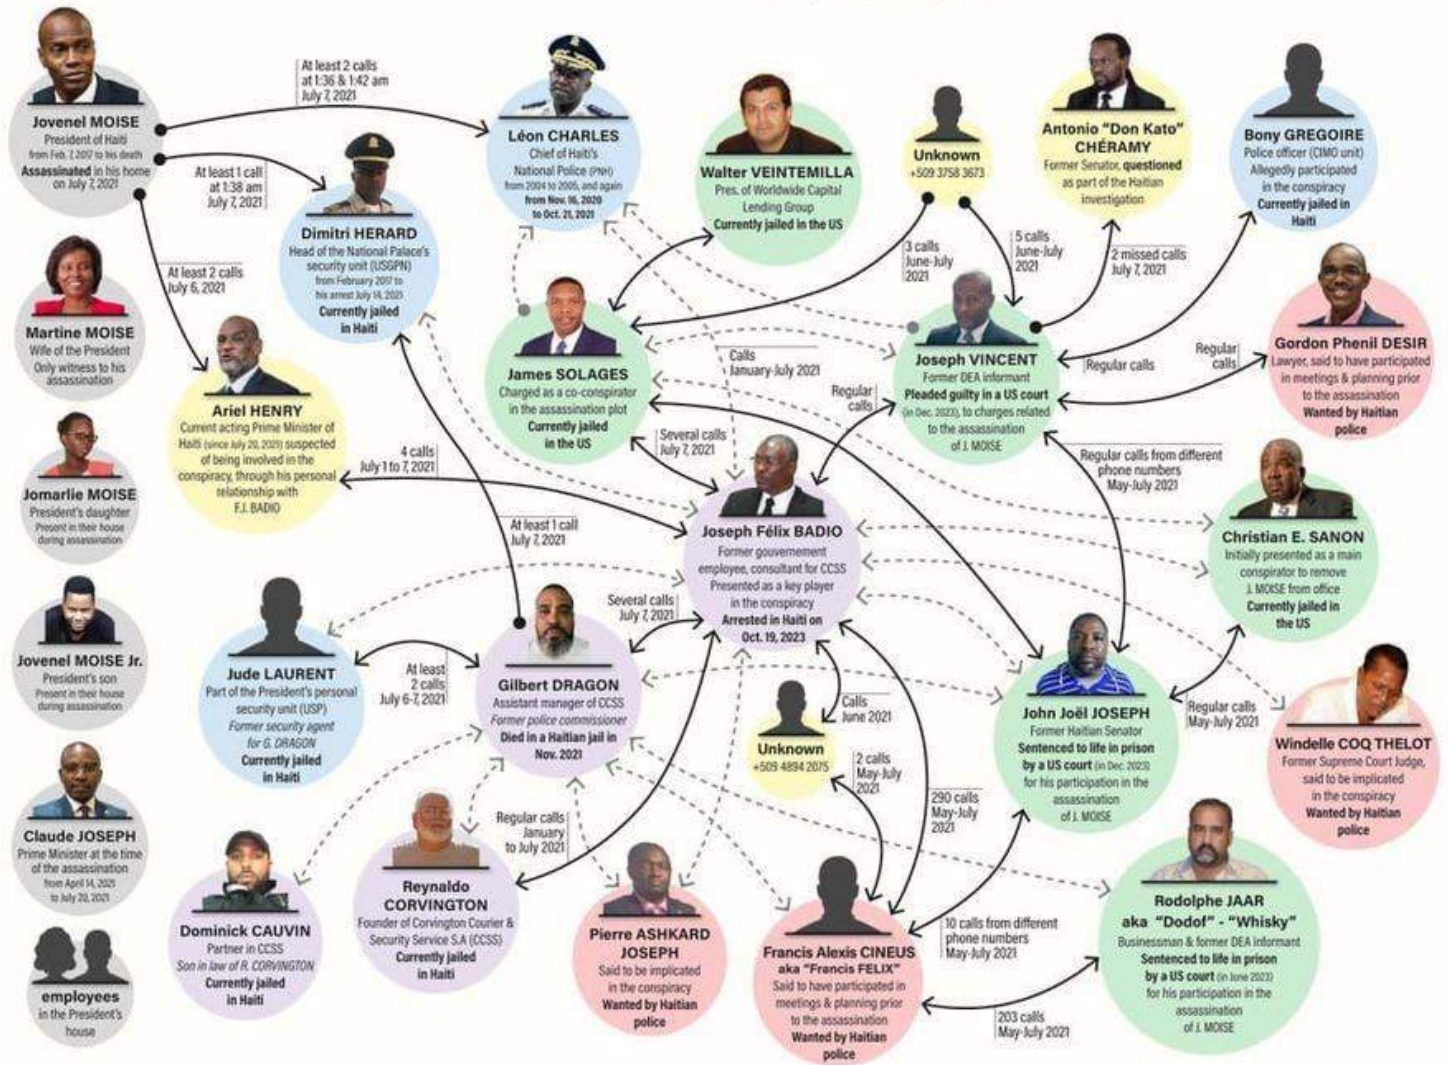 Jovenel MOISE
President of Haiti
from Feb. 7, 2017 to his death
Assassinated in his home
on July 7, 2021
At least 2 calls
at 1:36 & 1:42 am
July 7, 2021
At least 1 call
at 1:38 am
July 7, 2021
At least 2 calls
July 6, 2021
Léon CHARLES
Chief of Haiti's
National Police (PNH)
from 2004 to 2005, and again
from Nov. 16, 2020
to Oct. 21, 2021
Dimitri HERARD
Head of the National Palace's
security unit (USGPN)
from February 2017 to
his arrest July 14, 2021
Currently jailed
in Haiti
Walter VEINTEMILLA
Pres. of Worldwide Capital
Lending Group
Currently jailed in the US
Unknown
+509 3758 3673
3 calls
June-July
2021
5 calls
June-July
2021
Antonio "Don Kato"
CHÉRAMY
Former Senator, questioned
as part of the Haitian
investigation
2 missed calls
July 7, 2021
Bony GREGOIRE
Police officer (CIMO unit)
Allegedly participated
in the conspiracy
Currently jailed in
Haiti
Martine MOISE
Wife of the President
Only witness to his
assassination
Ariel HENRY
Current acting Prime Minister of
Haiti (since July 20, 2021) suspected
of being involved in the
conspiracy, through his personal
relationship with
F.J. BADIO
James SOLAGES
Charged as a co-conspirator
in the assassination plot
Currently jailed
in the US
Calls
January-July 2021
Joseph VINCENT
Former DEA informant
Pleaded guilty in a US court
(in Dec. 2023), to charges related
to the assassination
of J. MOISE
Regular calls
Regular
calls
Regular
calls
Gordon Phenil DESIR
Lawyer, said to have participated
in meetings & planning prior
to the assassination
Wanted by Haitian
police
Jomarlie MOISE
President's daughter
Present in their house
during assassination
4 calls
July 1 to 7, 2021
Several calls
July 7, 2021
Regular calls from different
phone numbers
May-July 2021
Joseph Félix BADIO
Former gouvernement
employee, consultant for CCSS
Presented as a key player
in the conspiracy
Arrested in Haiti on
Oct. 19, 2023
Christian E. SANON
Initially presented as a main
conspirator to remove
J. MOISE from office
Currently jailed in
the US
At least 1 call
July 7, 2021
Several calls
July 7, 2021
Jovenel MOISE Jr.
President's son
Present in their house
during assassination
Jude LAURENT
Part of the President's personal
security unit (USP)
Former security agent
for G. DRAGON
Currently jailed
in Haiti
At least
2 calls
July 6-7, 2021
Gilbert DRAGON
Assistant manager of CCSS
Former police commissioner
Died in a Haitian jail in
Nov. 2021
Calls
June 2021
Unknown
+509 4894 2075
2 calls
May-July
2021
290 calls
May-July
2021
John Joël JOSEPH
Former Haitian Senator
Sentenced to life in prison
by a US court (in Dec. 2023)
for his participation in the
assassination
of J. MOISE
Regular calls
May-July 2021
Windelle COQ THELOT
Former Supreme Court Judge,
said to be implicated
in the conspiracy
Wanted by Haitian
police
Claude JOSEPH
Prime Minister at the time
of the assassination
from April 14, 2021
to July 20, 2021
Regular calls
January
to July 2021
Dominick CAUVIN
Partner in CCSS
Son in law of R. CORVINGTON
Currently jailed
in Haiti
Reynaldo
CORVINGTON
Founder of Corvington Courier &
Security Service S.A (CCSS)
Currently jailed
in Haiti
Pierre ASHKARD
JOSEPH
Said to be implicated
in the conspiracy
Wanted by Haitian
police
Francis Alexis CINEUS
aka "Francis FELIX"
Said to have participated in
meetings & planning prior
to the assassination
Wanted by Haitian
police
10 calls from different
phone numbers
May-July 2021
203 calls
May-July 2021
Rodolphe JAAR
aka "Dodof" - "Whisky"
Businessman & former DEA informant
Sentenced to life in prison
by a US court (in June 2023)
for his participation in the
assassination
of J. MOISE
employees
in the President's
house